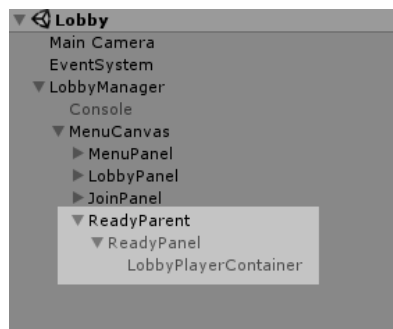 Lobby
Main Camera
EventSystem
LobbyManager
Console
MenuCanvas
MenuPanel
LobbyPanel
JoinPanel
ReadyParent
ReadyPanel
LobbyPlayerContainer